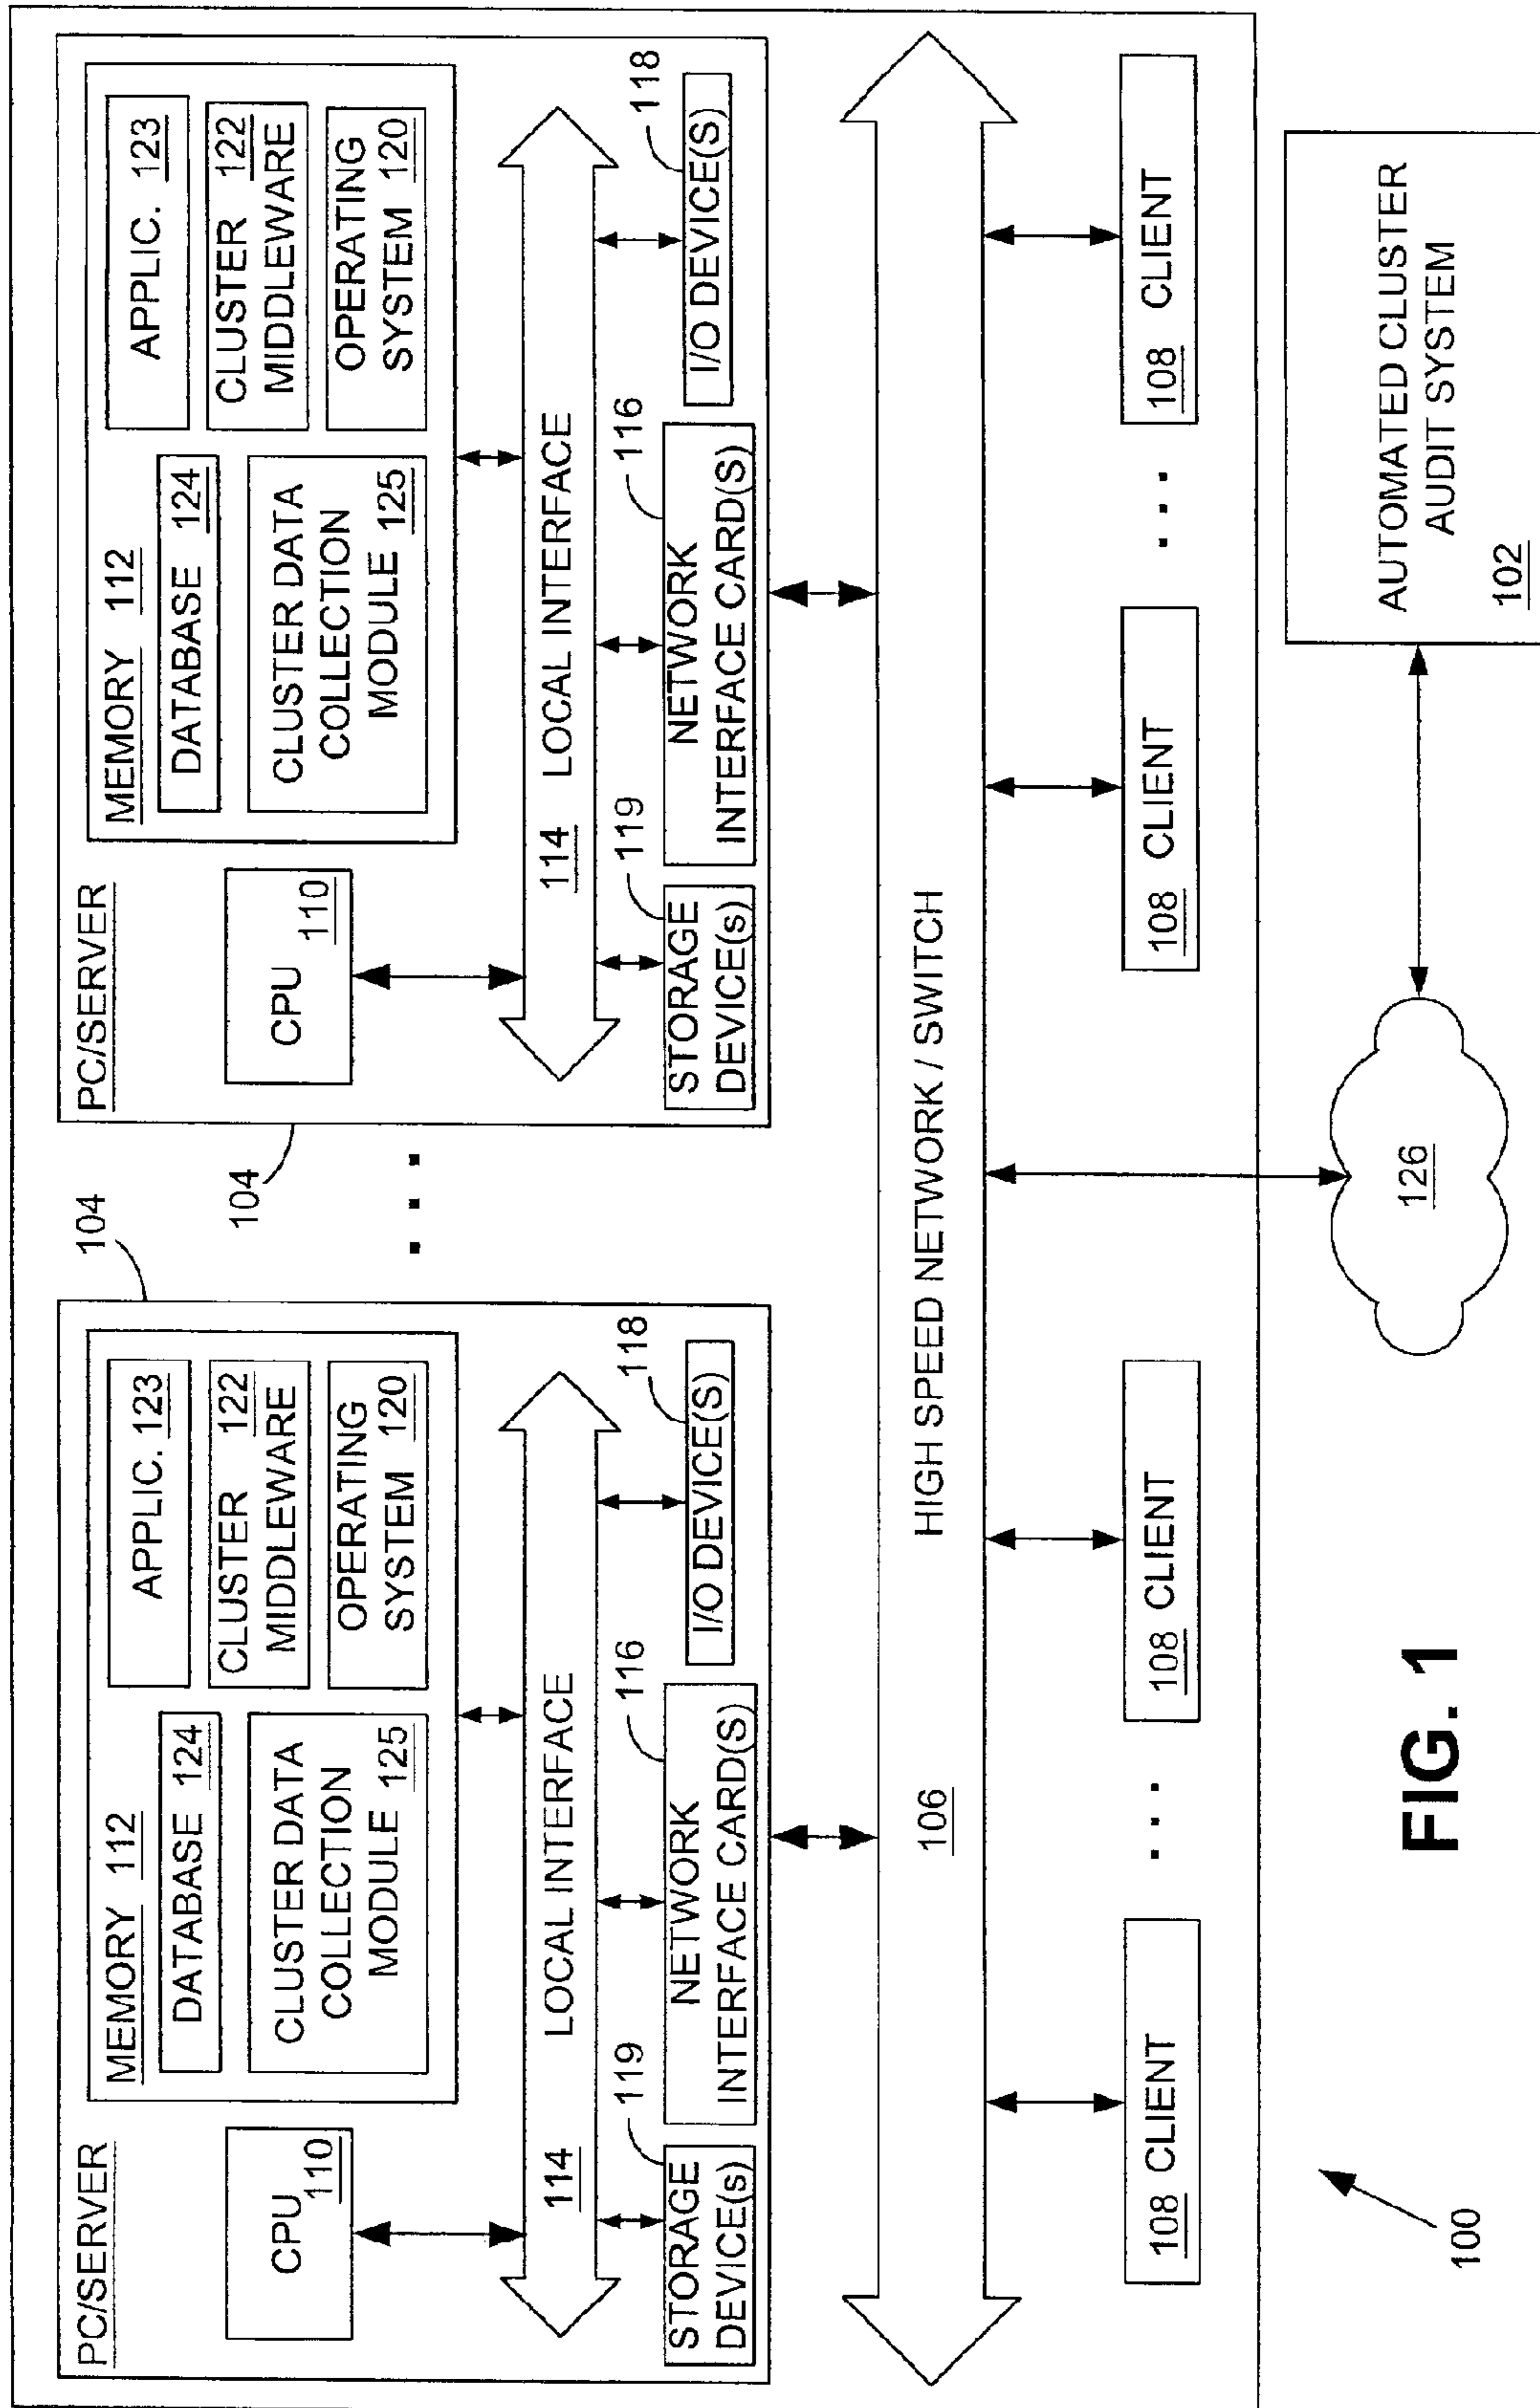 104
104
PC/SERVER
CPU
110
MEMORY 112
DATABASE 124
CLUSTER DATA
COLLECTION
MODULE 125
APPLIC. 123
CLUSTER 122
MIDDLEWARE
OPERATING
SYSTEM 120
114 LOCAL INTERFACE
119
116
118
STORAGE
DEVICE(s)
NETWORK
INTERFACE CARD(S)
I/O DEVICE(S)
. . .
PC/SERVER
CPU
110
MEMORY 112
DATABASE 124
CLUSTER DATA
COLLECTION
MODULE 125
APPLIC. 123
CLUSTER 122
MIDDLEWARE
OPERATING
SYSTEM 120
114 LOCAL INTERFACE
119
116
118
STORAGE
DEVICE(s)
NETWORK
INTERFACE CARD(S)
I/O DEVICE(S)
106
HIGH SPEED NETWORK / SWITCH
108 CLIENT
. . .
108 CLIENT
108 CLIENT
. . .
108 CLIENT
126
AUTOMATED CLUSTER
AUDIT SYSTEM
102
100
FIG. 1